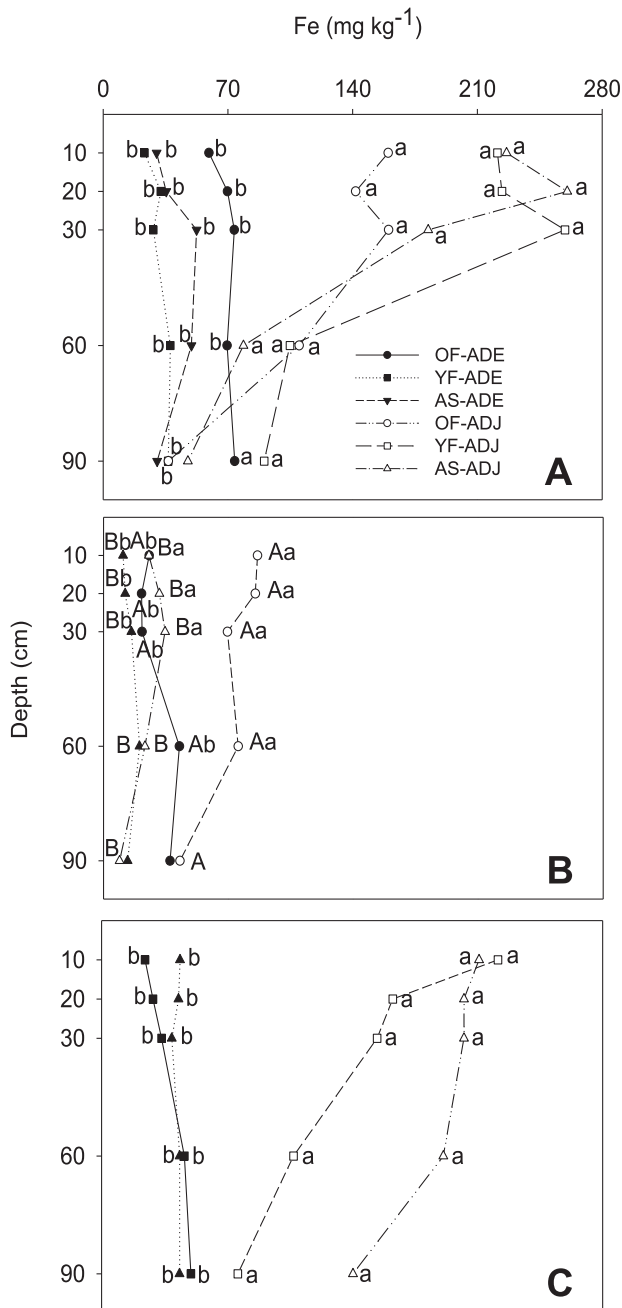 Fe (mg kg-1)
0 70 140 210 280
10 b b b a a a
20 b b b a a a
30 b b b a a a
60 b b b a a a
90 b b a a
OF-ADE
YF-ADE
AS-ADE
OF-ADJ
YF-ADJ
AS-ADJ
A
Depth (cm)
10 Bb Ab Ba Aa
20 Bb Ab Ba Aa
30 Bb Ab Ba Aa
60 B B Ab Aa
90 B A
B
10 b b a a
20 b b a a
30 b b a a
60 b b a a
90 b b a a
C